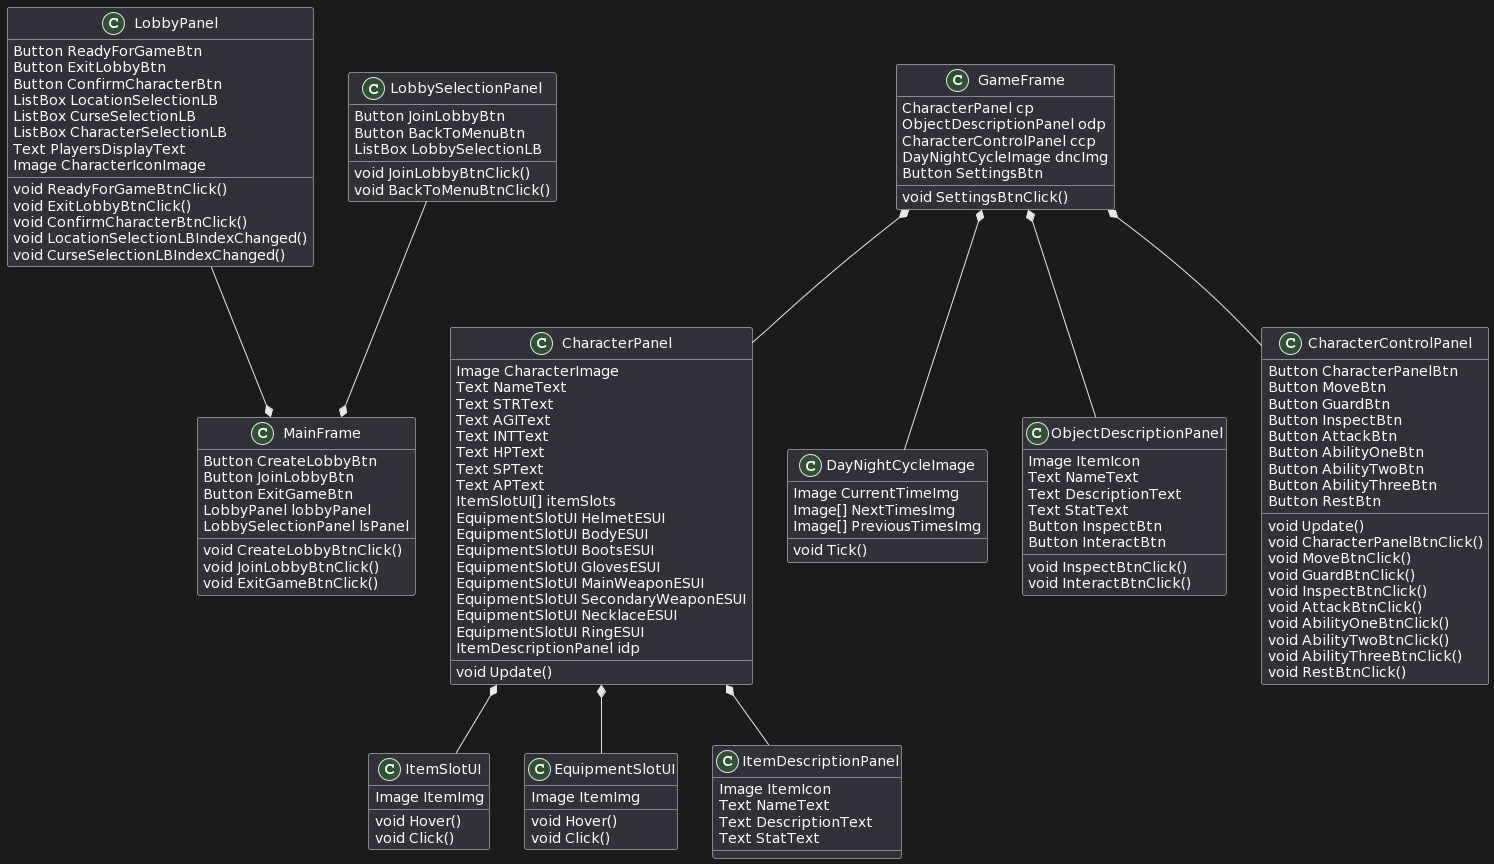 C LobbyPanel
Button ReadyForGameBtn
Button ExitLobbyBtn
Button ConfirmCharacterBtn
ListBox LocationSelectionLB
ListBox CurseSelectionLB
ListBox CharacterSelectionLB
Text PlayersDisplayText
Image CharacterIconImage
void ReadyForGameBtnClick()
void ExitLobbyBtnClick()
void ConfirmCharacterBtnClick()
void LocationSelectionLBIndexChanged()
void CurseSelectionLBIndexChanged()
C LobbySelectionPanel
Button JoinLobbyBtn
Button BackToMenuBtn
ListBox LobbySelectionLB
void JoinLobbyBtnClick()
void BackToMenuBtnClick()
C GameFrame
CharacterPanel cp
ObjectDescriptionPanel odp
CharacterControlPanel ccp
DayNightCycleImage dncImg
Button SettingsBtn
void SettingsBtnClick()
C MainFrame
Button CreateLobbyBtn
Button JoinLobbyBtn
Button ExitGameBtn
LobbyPanel lobbyPanel
LobbySelectionPanel lsPanel
void CreateLobbyBtnClick()
void JoinLobbyBtnClick()
void ExitGameBtnClick()
C CharacterPanel
Image CharacterImage
Text NameText
Text STRText
Text AGIText
Text INTText
Text HPText
Text SPText
Text APText
ItemSlotUI[] itemSlots
EquipmentSlotUI HelmetESUI
EquipmentSlotUI BodyESUI
EquipmentSlotUI BootsESUI
EquipmentSlotUI GlovesESUI
EquipmentSlotUI MainWeaponESUI
EquipmentSlotUI SecondaryWeaponESUI
EquipmentSlotUI NecklaceESUI
EquipmentSlotUI RingESUI
ItemDescriptionPanel idp
void Update()
C DayNightCycleImage
Image CurrentTimeImg
Image[] NextTimesImg
Image[] PreviousTimesImg
void Tick()
C ObjectDescriptionPanel
Image ItemIcon
Text NameText
Text DescriptionText
Text StatText
Button InspectBtn
Button InteractBtn
void InspectBtnClick()
void InteractBtnClick()
C CharacterControlPanel
Button CharacterPanelBtn
Button MoveBtn
Button GuardBtn
Button InspectBtn
Button AttackBtn
Button AbilityOneBtn
Button AbilityTwoBtn
Button AbilityThreeBtn
Button RestBtn
void Update()
void CharacterPanelBtnClick()
void MoveBtnClick()
void GuardBtnClick()
void InspectBtnClick()
void AttackBtnClick()
void AbilityOneBtnClick()
void AbilityTwoBtnClick()
void AbilityThreeBtnClick()
void RestBtnClick()
C ItemSlotUI
Image ItemImg
void Hover()
void Click()
C EquipmentSlotUI
Image ItemImg
void Hover()
void Click()
C ItemDescriptionPanel
Image ItemIcon
Text NameText
Text DescriptionText
Text StatText